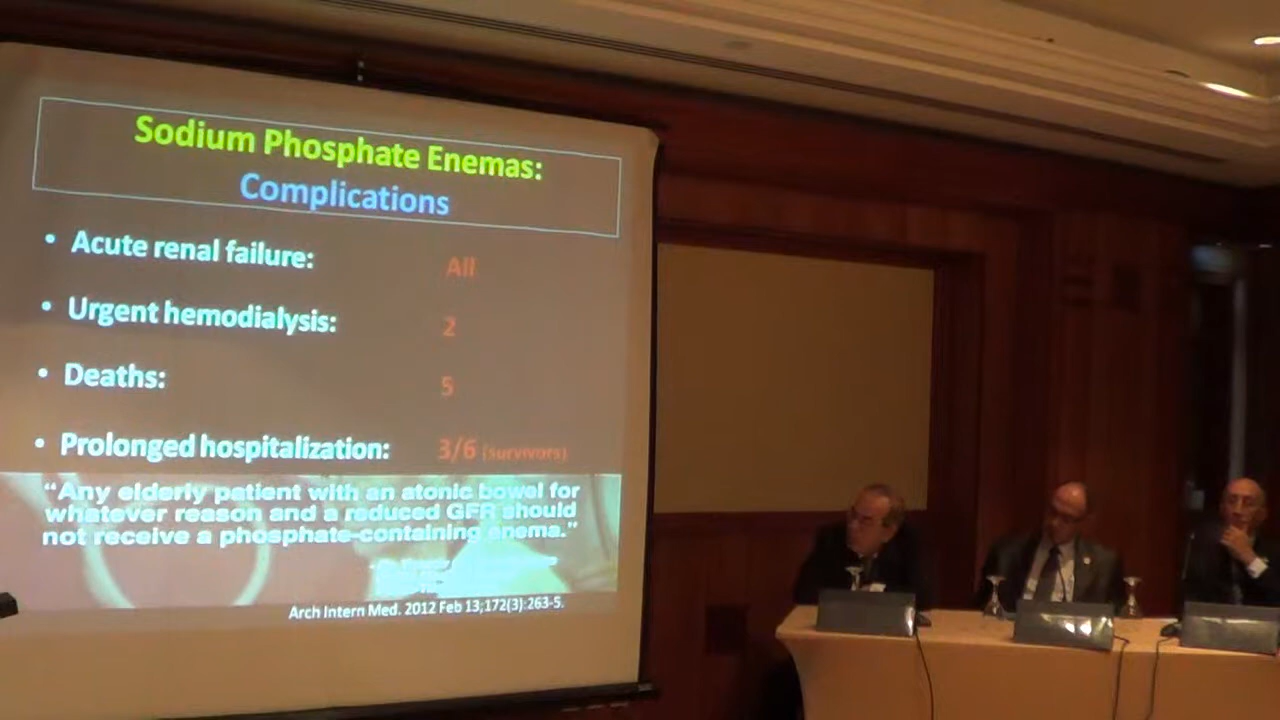 Sodium Phosphate Enemas:
Complications
• Acute renal failure: All
• Urgent hemodialysis: 2
• Deaths: 5
• Prolonged hospitalization: 3/6 (survivors)
“Any elderly patient with an atonic bowel for
whatever reason and a reduced GFR should
not receive a phosphate-containing enema.”
Arch Intern Med. 2012 Feb 13;172(3):263-5.